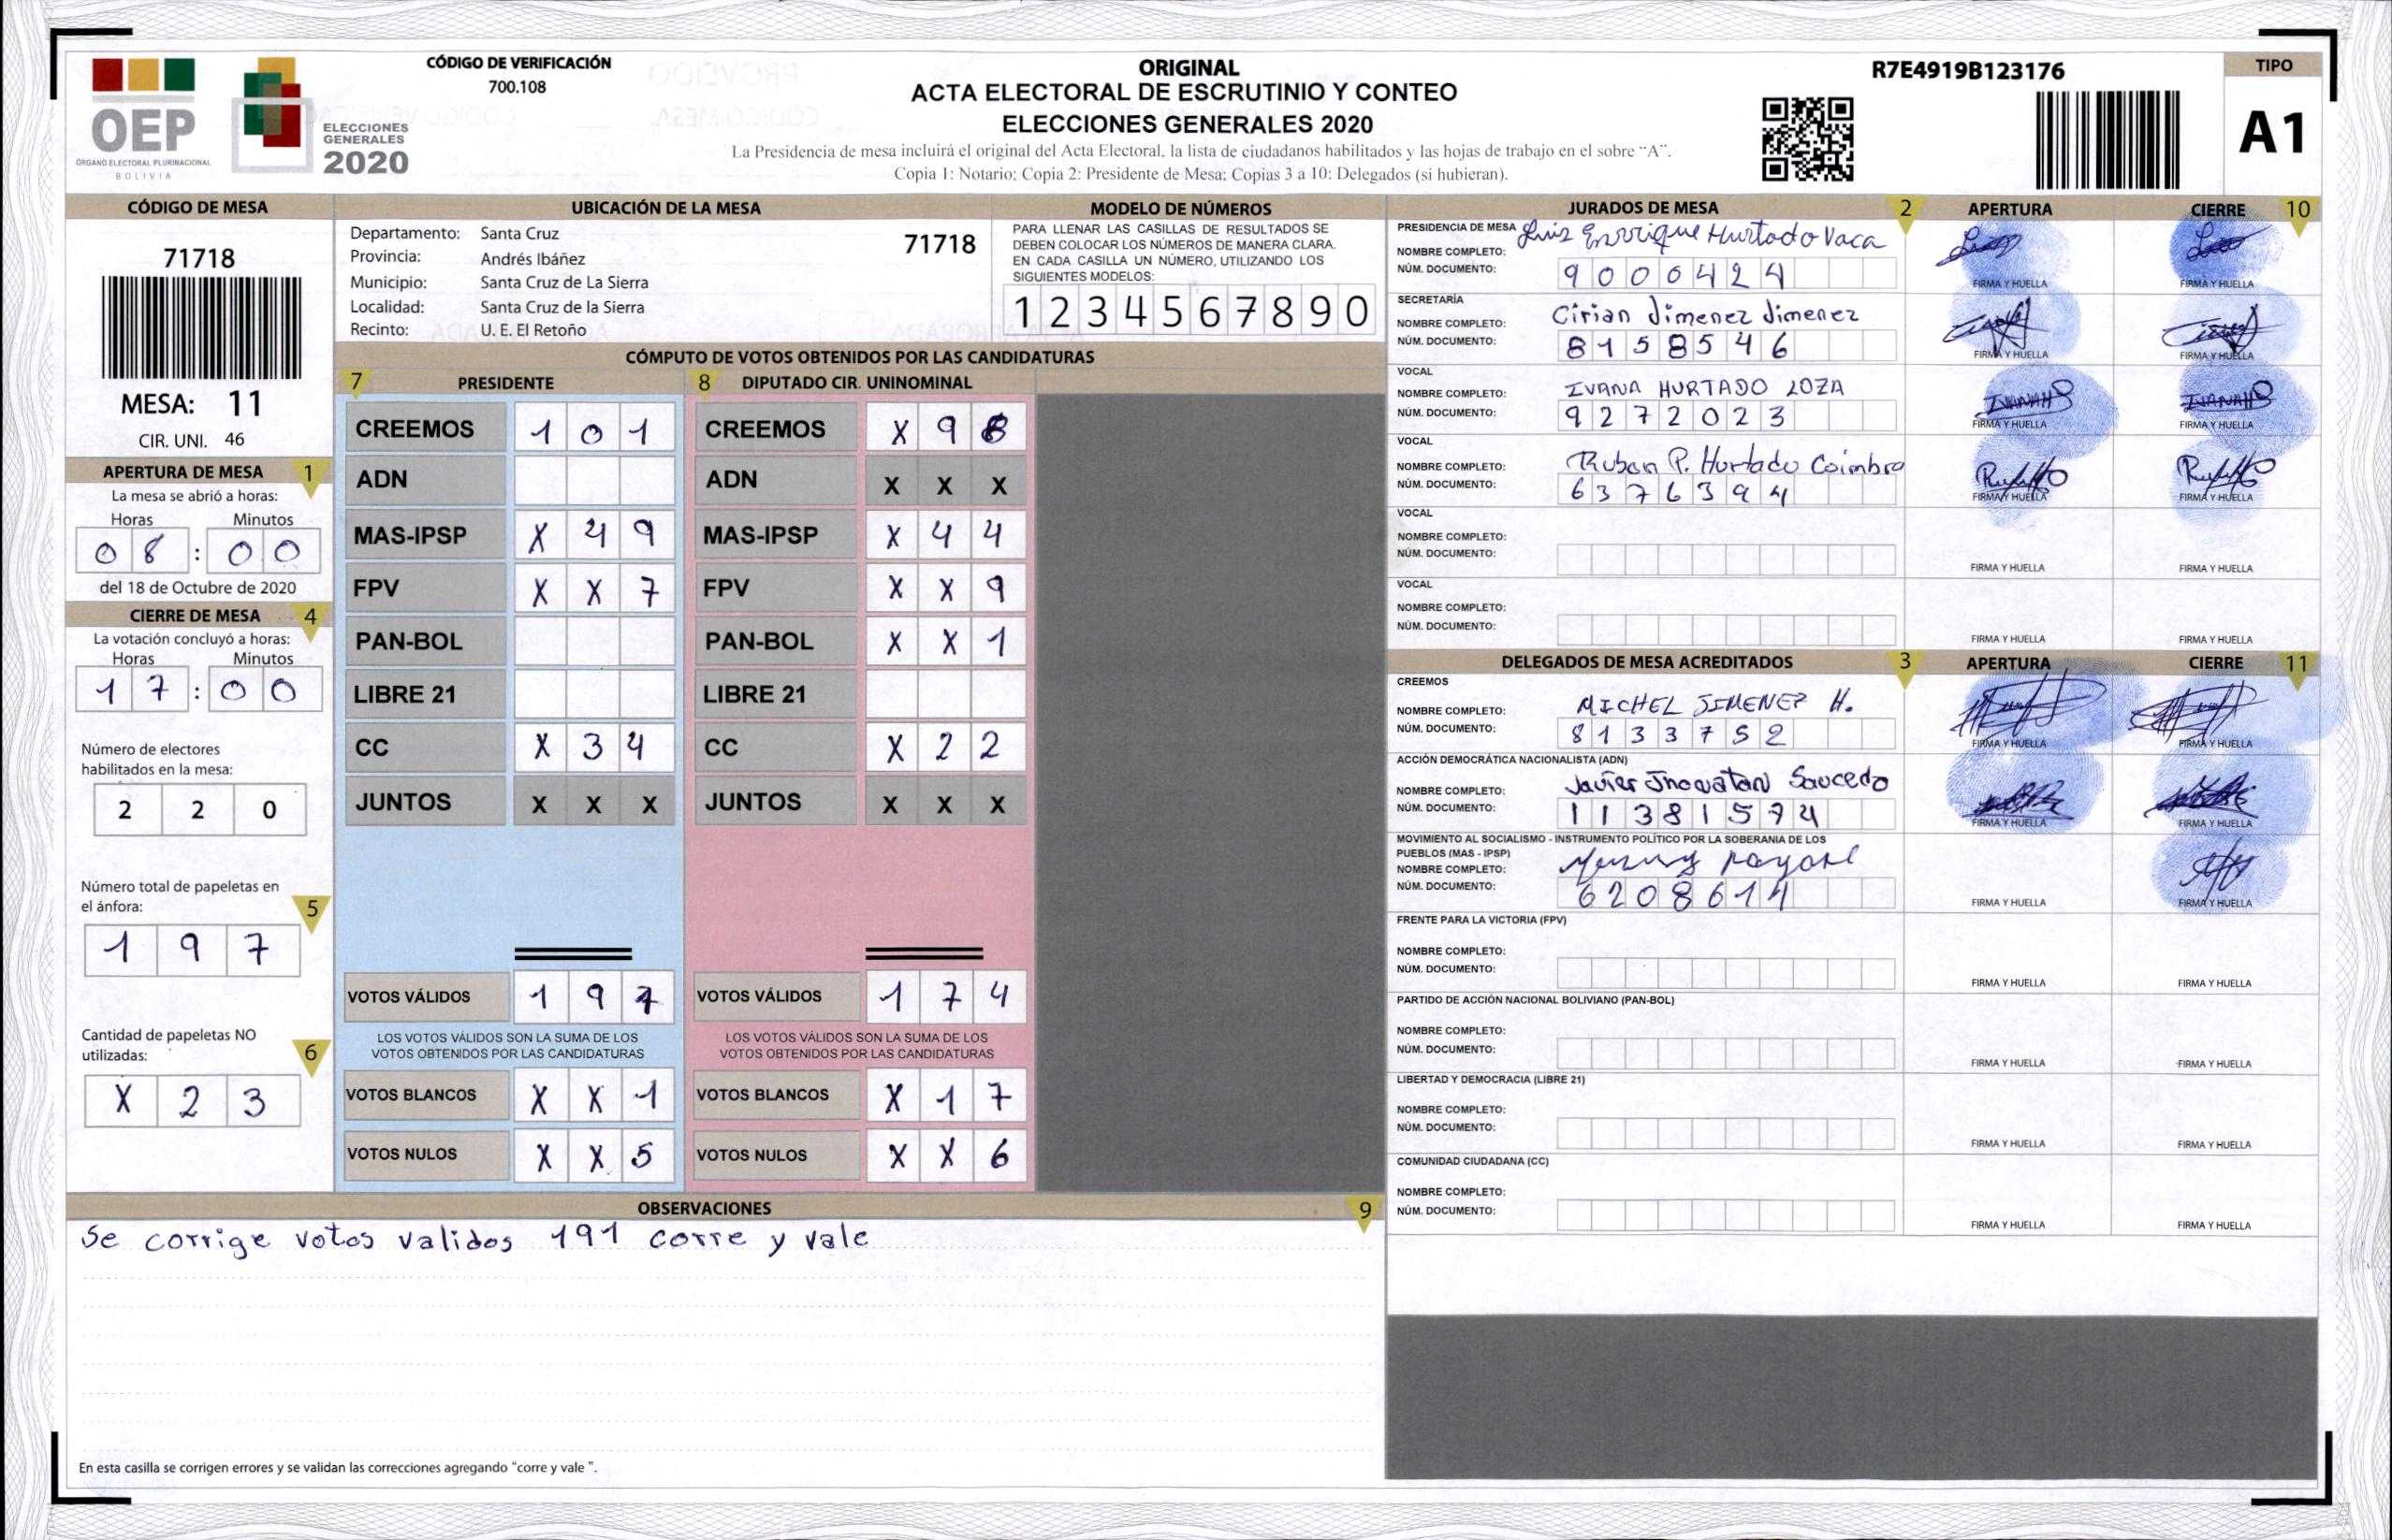 OEP
ÓRGANO ELECTORAL PLURINACIONAL
BOLIVIA
ELECCIONES
GENERALES
2020
CÓDIGO DE VERIFICACIÓN
700.108
ORIGINAL
ACTA ELECTORAL DE ESCRUTINIO Y CONTEO
ELECCIONES GENERALES 2020
La Presidencia de mesa incluirá el original del Acta Electoral, la lista de ciudadanos habilitados y las hojas de trabajo en el sobre “A”.
Copia 1: Notario; Copia 2: Presidente de Mesa; Copias 3 a 10: Delegados (si hubieran).
R7E4919B123176
TIPO
A1
CÓDIGO DE MESA
71718
MESA: 11
CIR. UNI. 46
APERTURA DE MESA 1
La mesa se abrió a horas:
Horas Minutos
0 8 : 0 0
del 18 de Octubre de 2020
CIERRE DE MESA 4
La votación concluyó a horas:
Horas Minutos
1 7 : 0 0
Número de electores
habilitados en la mesa:
2 2 0
Número total de papeletas en
el ánfora: 5
1 9 7
Cantidad de papeletas NO
utilizadas: 6
X 2 3
UBICACIÓN DE LA MESA
Departamento: Santa Cruz 71718
Provincia: Andrés Ibáñez
Municipio: Santa Cruz de La Sierra
Localidad: Santa Cruz de la Sierra
Recinto: U. E. El Retoño
MODELO DE NÚMEROS
PARA LLENAR LAS CASILLAS DE RESULTADOS SE
DEBEN COLOCAR LOS NÚMEROS DE MANERA CLARA.
EN CADA CASILLA UN NÚMERO, UTILIZANDO LOS
SIGUIENTES MODELOS:
1 2 3 4 5 6 7 8 9 0
CÓMPUTO DE VOTOS OBTENIDOS POR LAS CANDIDATURAS
7 PRESIDENTE
CREEMOS 1 0 1
ADN
MAS-IPSP X 4 9
FPV X X 7
PAN-BOL
LIBRE 21
CC X 3 4
JUNTOS X X X
VOTOS VÁLIDOS 1 9 7
LOS VOTOS VÁLIDOS SON LA SUMA DE LOS
VOTOS OBTENIDOS POR LAS CANDIDATURAS
VOTOS BLANCOS X X 1
VOTOS NULOS X X 5
8 DIPUTADO CIR. UNINOMINAL
CREEMOS X 9 8
ADN X X X
MAS-IPSP X 4 4
FPV X X 9
PAN-BOL X X 1
LIBRE 21
CC X 2 2
JUNTOS X X X
VOTOS VÁLIDOS 1 7 4
LOS VOTOS VÁLIDOS SON LA SUMA DE LOS
VOTOS OBTENIDOS POR LAS CANDIDATURAS
VOTOS BLANCOS X 1 7
VOTOS NULOS X X 6
OBSERVACIONES 9
Se corrige votos validos 191 corre y vale
En esta casilla se corrigen errores y se validan las correcciones agregando “corre y vale ”.
JURADOS DE MESA 2 APERTURA CIERRE 10
PRESIDENCIA DE MESA
NOMBRE COMPLETO: Luis Enrrique Hurtado Vaca
NÚM. DOCUMENTO: 9 0 0 0 4 2 4
FIRMA Y HUELLA FIRMA Y HUELLA
SECRETARÍA
NOMBRE COMPLETO: Cirian Jimenez Jimenez
NÚM. DOCUMENTO: 8 1 5 8 5 4 6
FIRMA Y HUELLA FIRMA Y HUELLA
VOCAL
NOMBRE COMPLETO: IVANA HURTADO LOZA
NÚM. DOCUMENTO: 9 2 7 2 0 2 3
FIRMA Y HUELLA FIRMA Y HUELLA
VOCAL
NOMBRE COMPLETO: Ruban P. Hurtado Coimbra
NÚM. DOCUMENTO: 6 3 7 6 3 9 4
FIRMA Y HUELLA FIRMA Y HUELLA
VOCAL
NOMBRE COMPLETO:
NÚM. DOCUMENTO:
FIRMA Y HUELLA FIRMA Y HUELLA
VOCAL
NOMBRE COMPLETO:
NÚM. DOCUMENTO:
FIRMA Y HUELLA FIRMA Y HUELLA
DELEGADOS DE MESA ACREDITADOS 3 APERTURA CIERRE 11
CREEMOS
NOMBRE COMPLETO: MICHEL JIMENEZ H.
NÚM. DOCUMENTO: 8 1 3 3 7 5 2
FIRMA Y HUELLA FIRMA Y HUELLA
ACCIÓN DEMOCRÁTICA NACIONALISTA (ADN)
NOMBRE COMPLETO: Javier Jhonatan Saucedo
NÚM. DOCUMENTO: 1 1 3 8 1 5 7 4
FIRMA Y HUELLA FIRMA Y HUELLA
MOVIMIENTO AL SOCIALISMO - INSTRUMENTO POLÍTICO POR LA SOBERANIA DE LOS
PUEBLOS (MAS - IPSP)
NOMBRE COMPLETO:
NÚM. DOCUMENTO: 6 2 0 8 6 1 4
FIRMA Y HUELLA FIRMA Y HUELLA
FRENTE PARA LA VICTORIA (FPV)
NOMBRE COMPLETO:
NÚM. DOCUMENTO:
FIRMA Y HUELLA FIRMA Y HUELLA
PARTIDO DE ACCIÓN NACIONAL BOLIVIANO (PAN-BOL)
NOMBRE COMPLETO:
NÚM. DOCUMENTO:
FIRMA Y HUELLA FIRMA Y HUELLA
LIBERTAD Y DEMOCRACIA (LIBRE 21)
NOMBRE COMPLETO:
NÚM. DOCUMENTO:
FIRMA Y HUELLA FIRMA Y HUELLA
COMUNIDAD CIUDADANA (CC)
NOMBRE COMPLETO:
NÚM. DOCUMENTO:
FIRMA Y HUELLA FIRMA Y HUELLA